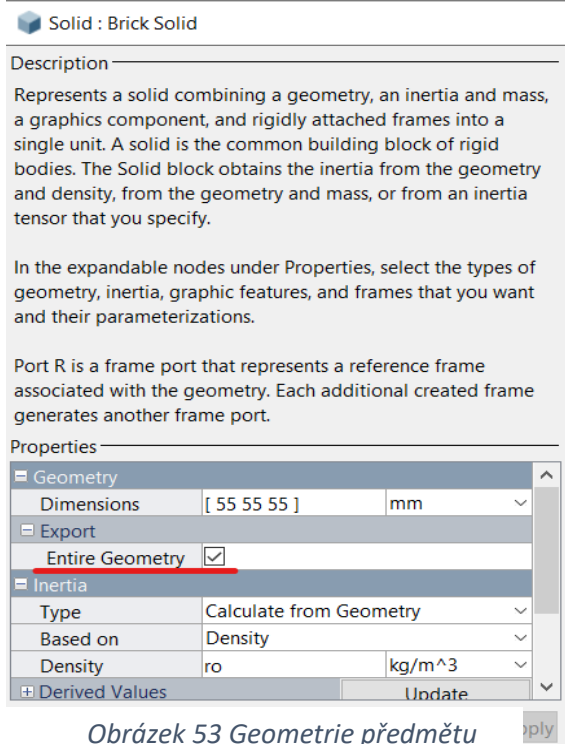 Solid : Brick Solid
Description
Represents a solid combining a geometry, an inertia and mass,
a graphics component, and rigidly attached frames into a
single unit. A solid is the common building block of rigid
bodies. The Solid block obtains the inertia from the geometry
and density, from the geometry and mass, or from an inertia
tensor that you specify.
In the expandable nodes under Properties, select the types of
geometry, inertia, graphic features, and frames that you want
and their parameterizations.
Port R is a frame port that represents a reference frame
associated with the geometry. Each additional created frame
generates another frame port.
Properties
Geometry
Dimensions [ 55 55 55 ] mm
Export
Entire Geometry
Inertia
Type Calculate from Geometry
Based on Density
Density ro kg/m^3
Derived Values Update
Obrázek 53 Geometrie předmětu